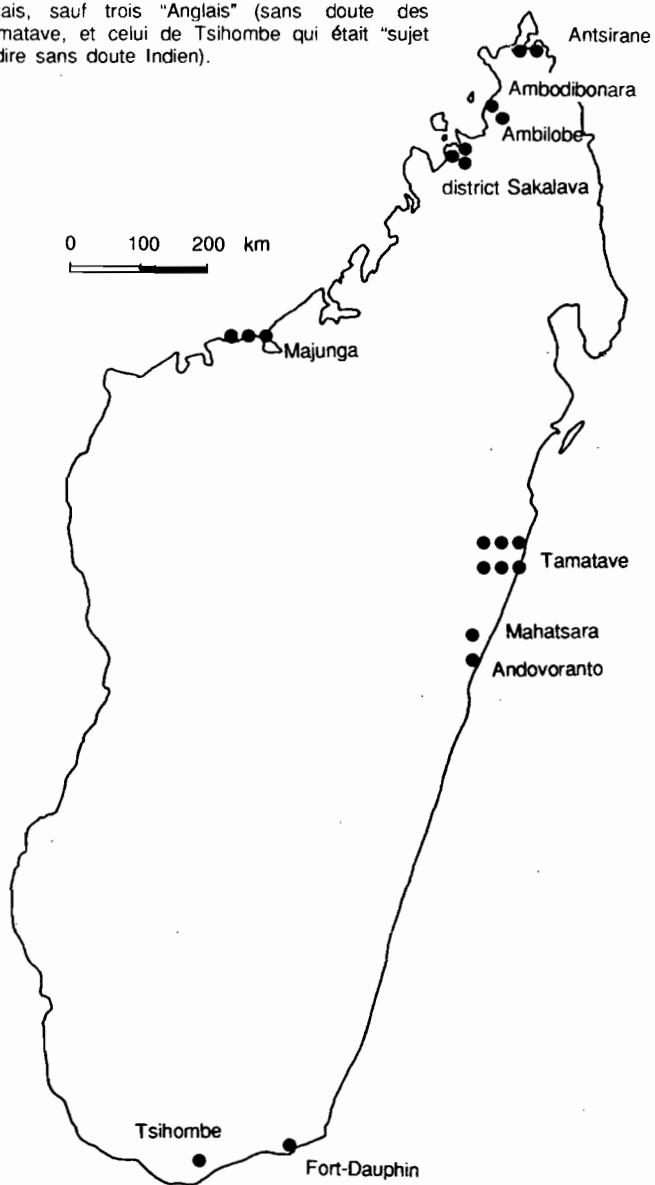 çais, sauf trois "Anglais" (sans doute des
matave, et celui de Tsihombe qui était "sujet
dire sans doute Indien).
Antsirane
Ambodibonara
Ambilobe
district Sakalava
0 100 200 km
Majunga
Tamatave
Mahatsara
Andovoranto
Tsihombe
Fort-Dauphin